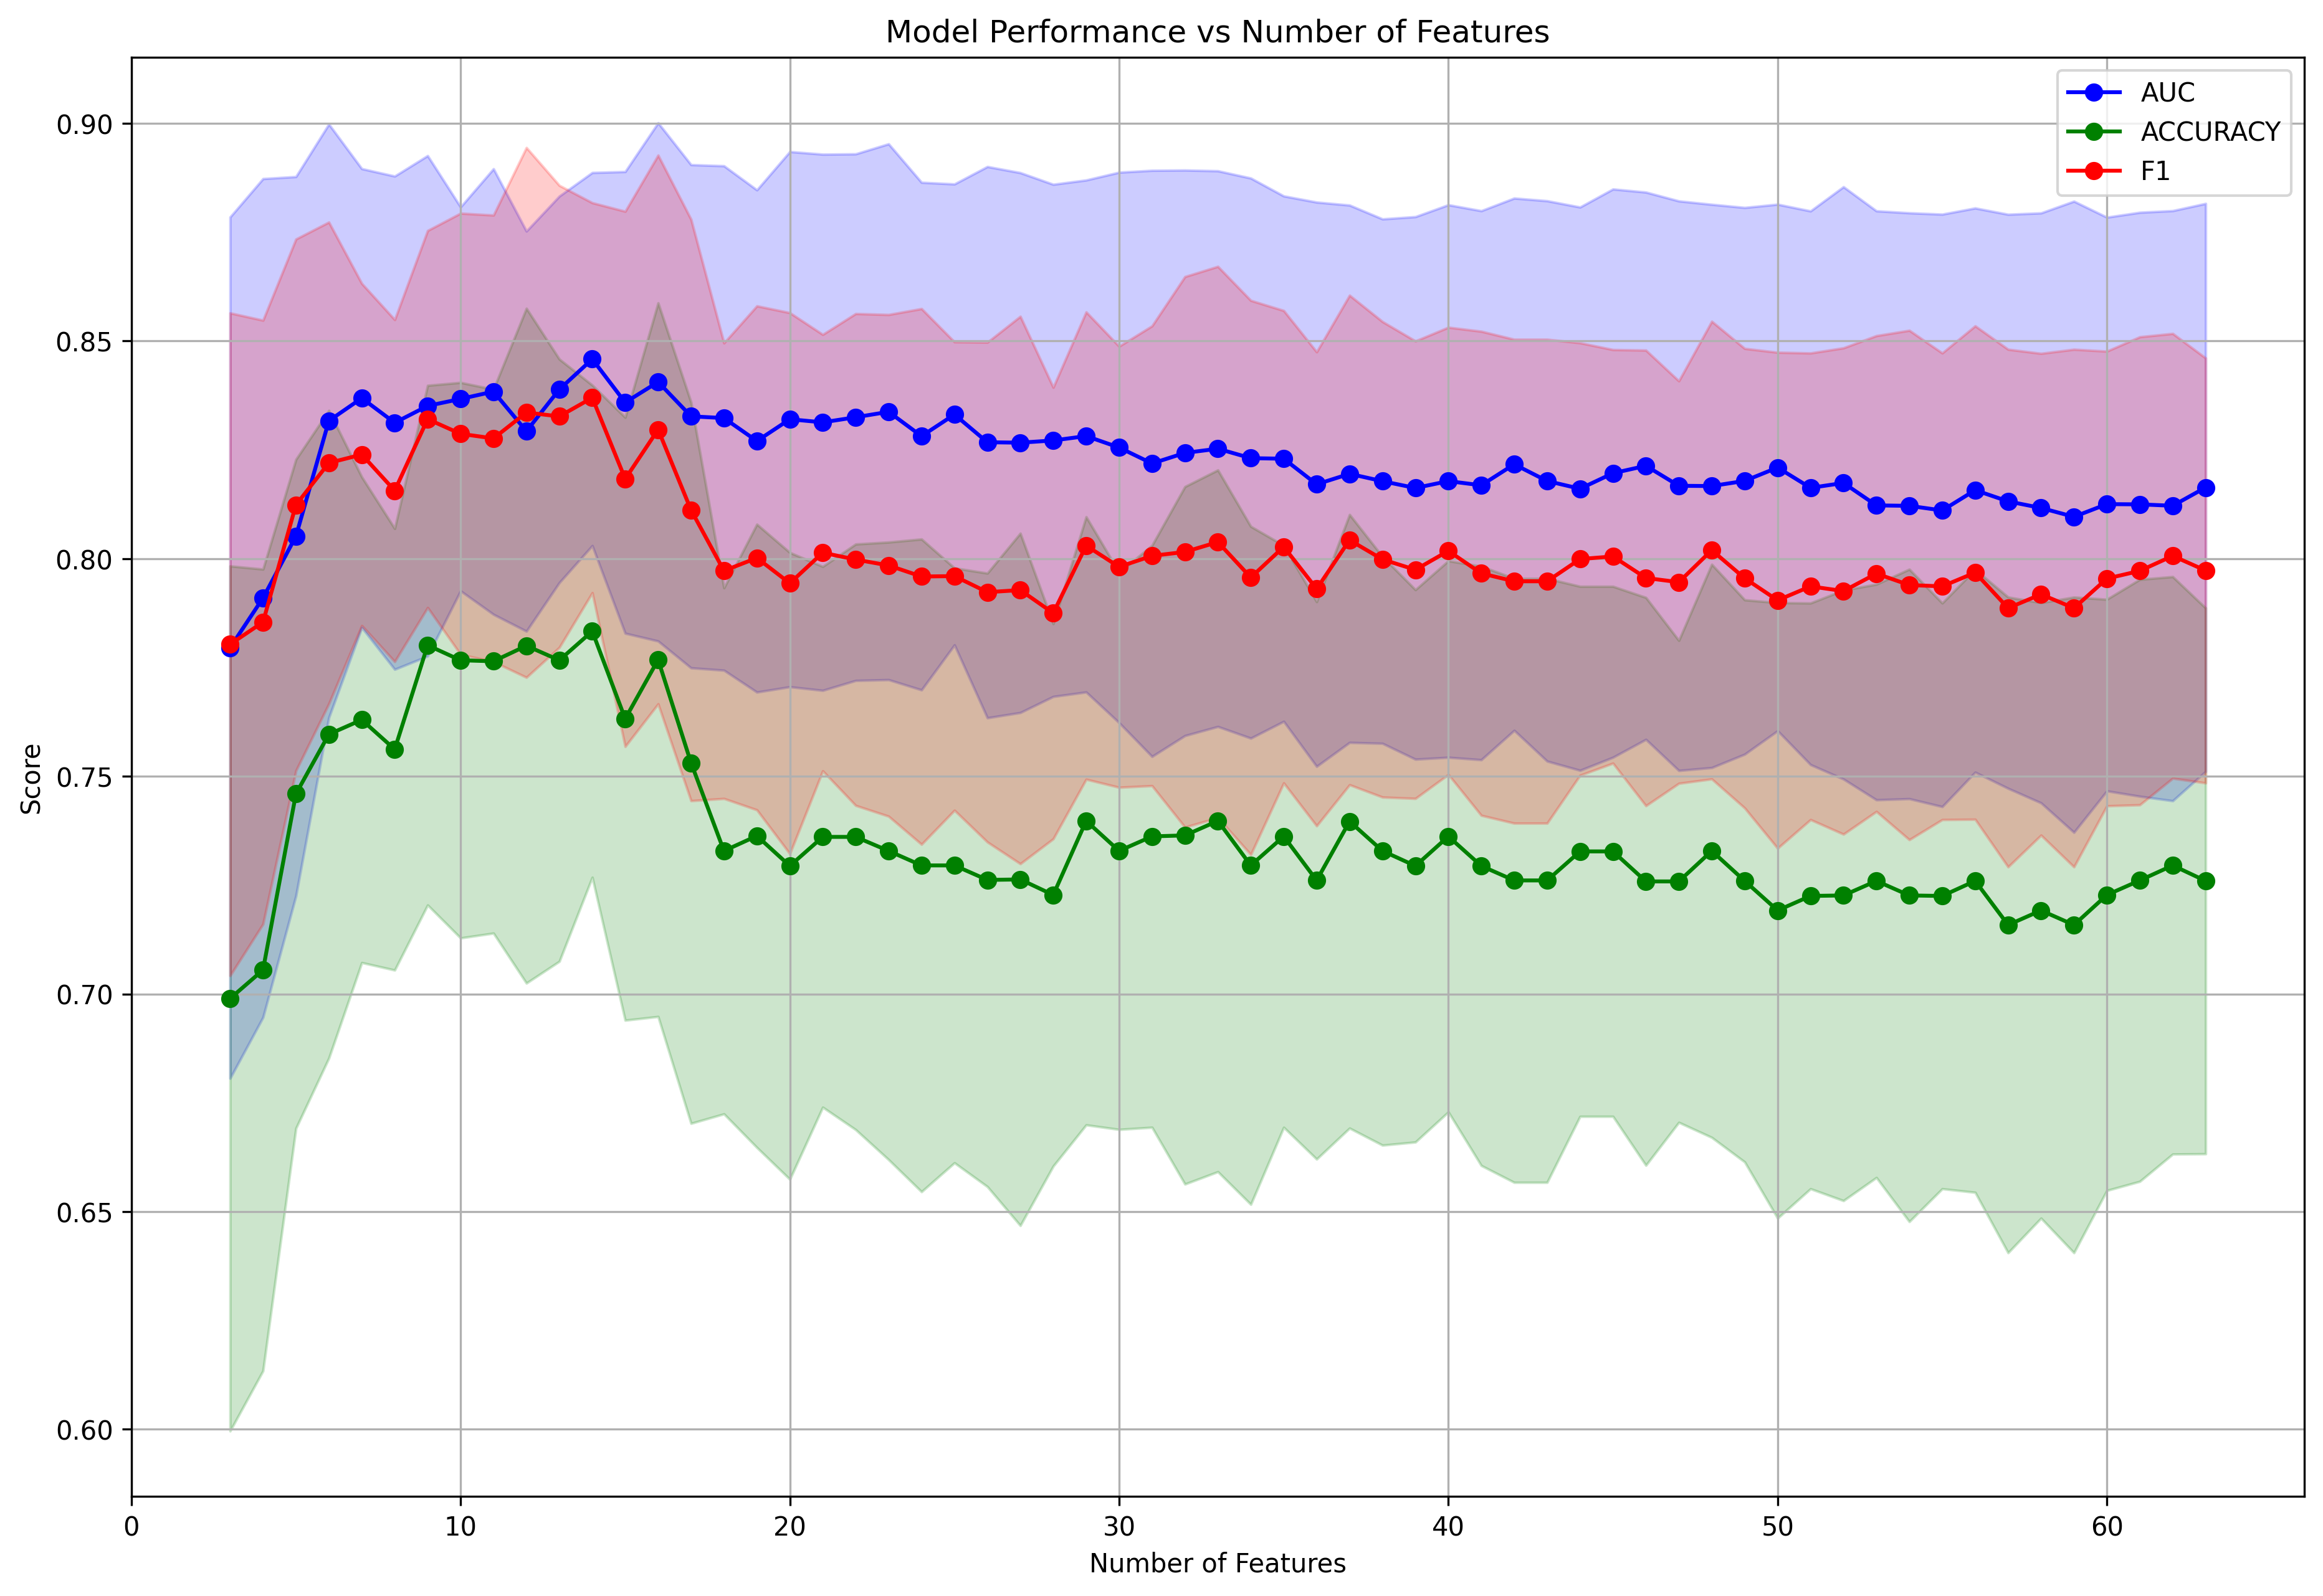 Model Performance vs Number of Features
AUC
ACCURACY
F1
0.90
0.85
0.80
0.75
0.70
0.65
0.60
Score
0 10 20 30 40 50 60
Number of Features